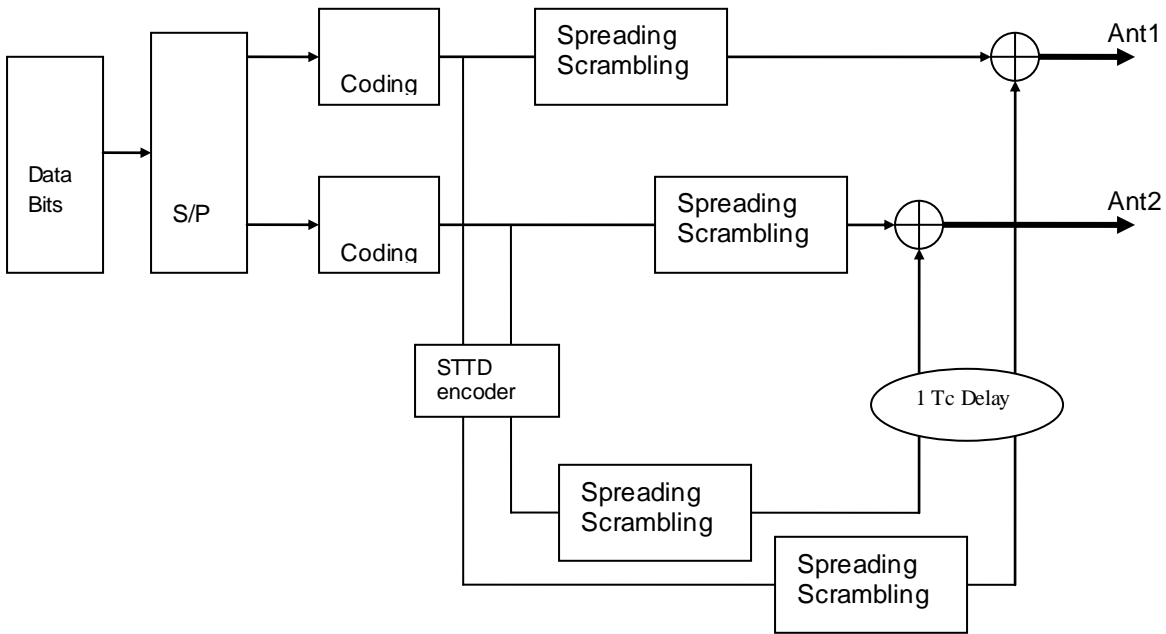 Data
Bits
S/P
Coding
Spreading
Scrambling
Ant1
Coding
Spreading
Scrambling
Ant2
STTD
encoder
1 Tc Delay
Spreading
Scrambling
Spreading
Scrambling